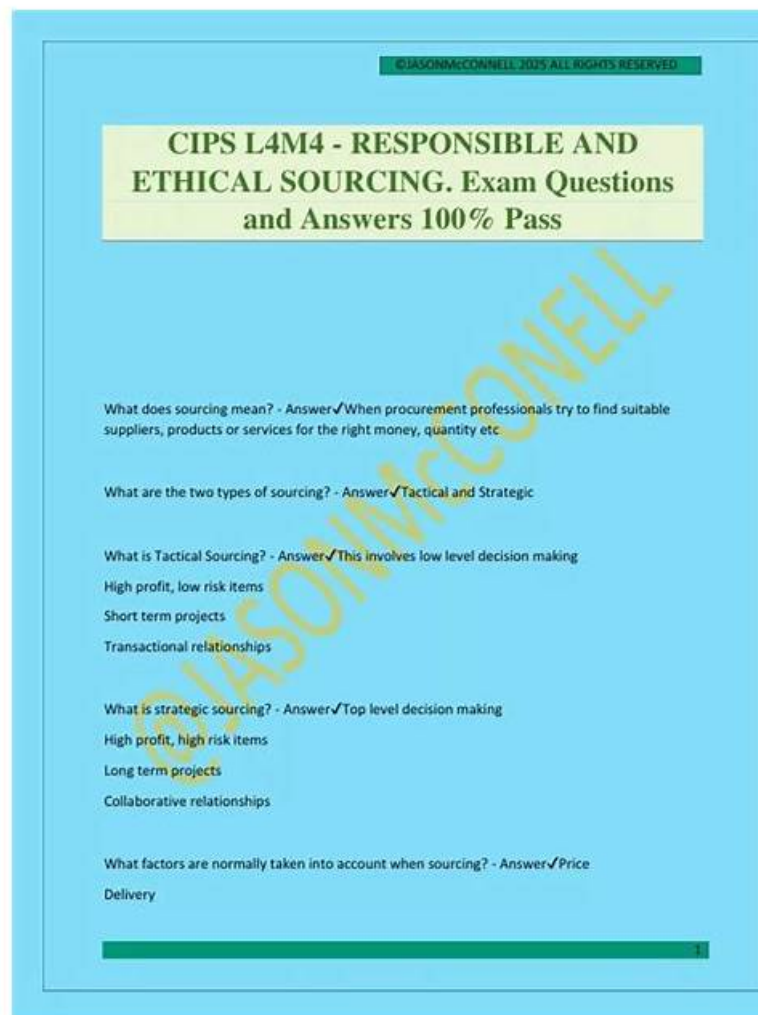 ©JASONMcCONNELL 2025 ALL RIGHTS RESERVED
CIPS L4M4 - RESPONSIBLE AND
ETHICAL SOURCING. Exam Questions
and Answers 100% Pass
What does sourcing mean? - Answer✓When procurement professionals try to find suitable
suppliers, products or services for the right money, quantity etc
What are the two types of sourcing? - Answer✓Tactical and Strategic
What is Tactical Sourcing? - Answer✓This involves low level decision making
High profit, low risk items
Short term projects
Transactional relationships
What is strategic sourcing? - Answer✓Top level decision making
High profit, high risk items
Long term projects
Collaborative relationships
What factors are normally taken into account when sourcing? - Answer✓Price
Delivery
1
@JASONMcCONELL